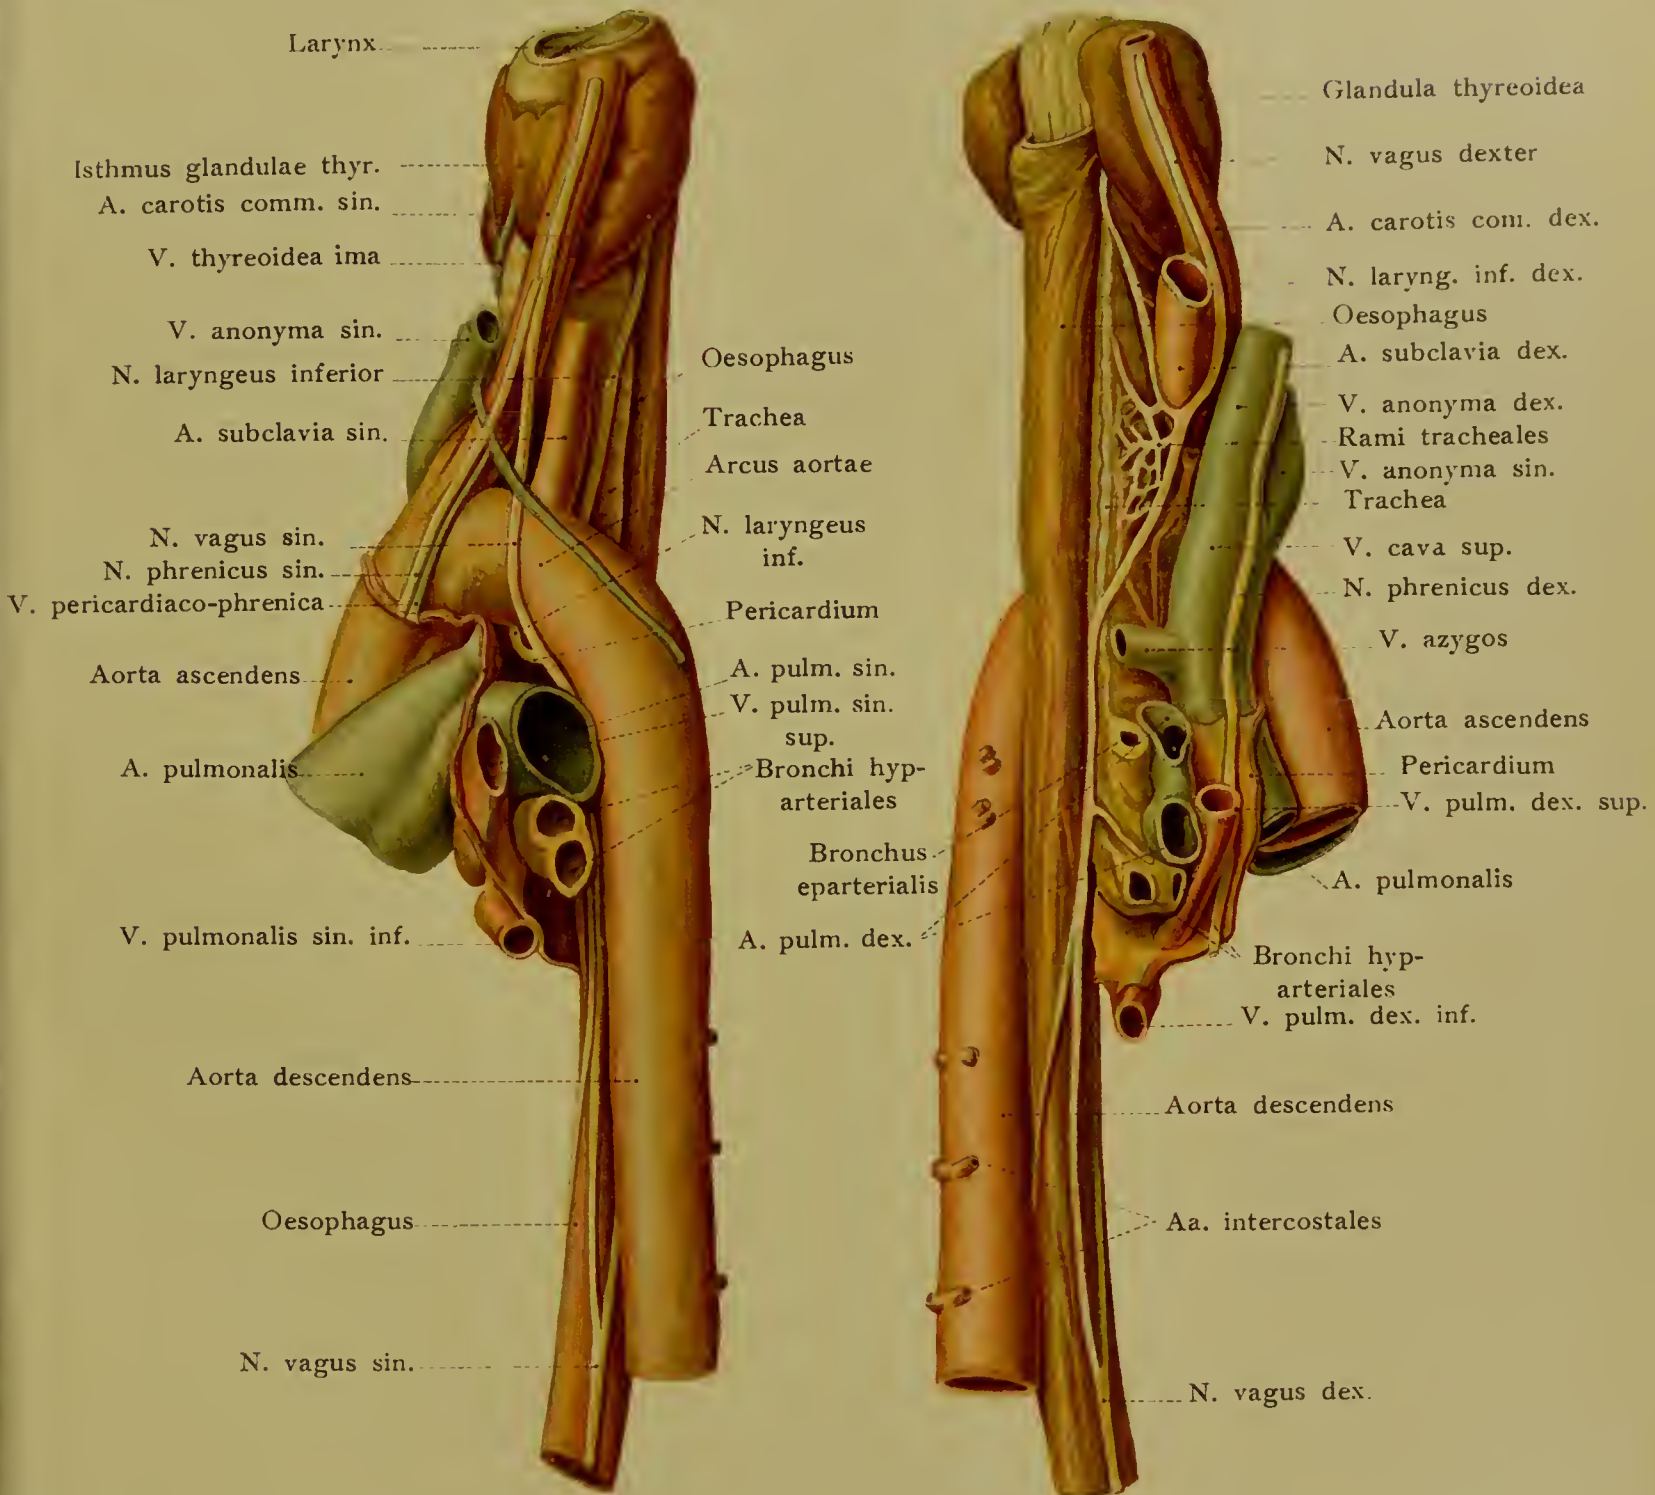 Larynx
Isthmus glandulae thyr.
A. carotis comm. sin.
V. thyreoidea ima
V. anonyma sin.
N. laryngeus inferior
A. subclavia sin.
N. vagus sin.
N. phrenicus sin.
V. pericardiaco-phrenica
Aorta ascendens
A. pulmonalis
V. pulmonalis sin. inf.
Aorta descendens
Oesophagus
N. vagus sin.
Oesophagus
Trachea
Arcus aortae
N. laryngeus
inf.
Pericardium
A. pulm. sin.
V. pulm. sin.
sup.
Bronchi hyp-
arteriales
Bronchus
eparterialis
A. pulm. dex.
Glandula thyreoidea
N. vagus dexter
A. carotis com. dex.
N. laryng. inf. dex.
Oesophagus
A. subclavia dex.
V. anonyma dex.
Rami tracheales
V. anonyma sin.
Trachea
V. cava sup.
N. phrenicus dex.
V. azygos
Aorta ascendens
Pericardium
V. pulm. dex. sup.
A. pulmonalis
Bronchi hyp-
arteriales
V. pulm. dex. inf.
Aorta descendens
Aa. intercostales
N. vagus dex.